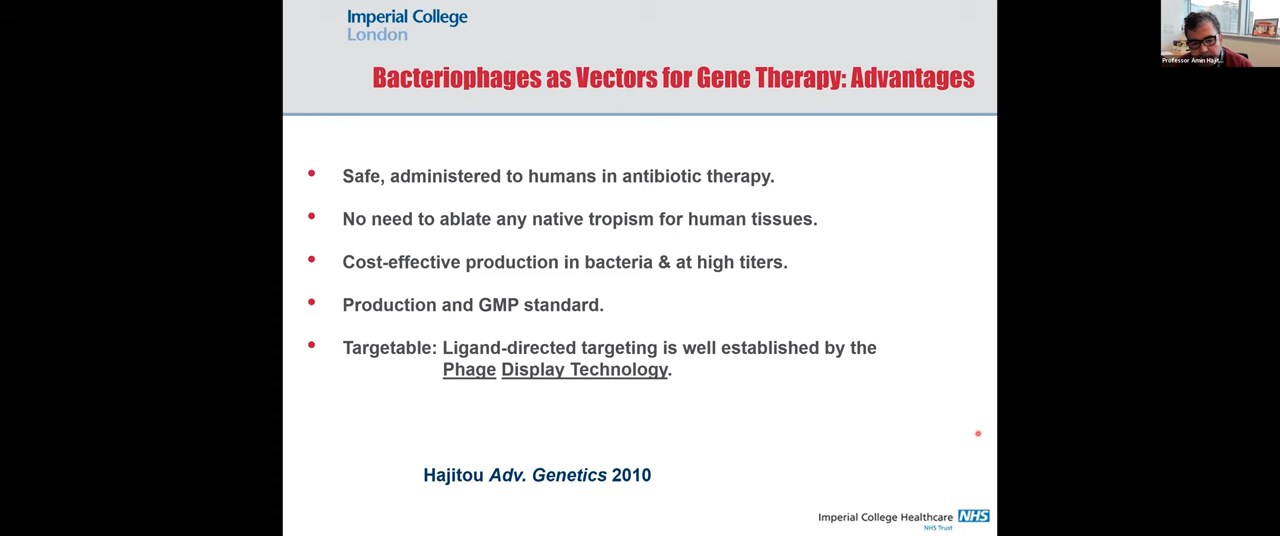 Imperial College
London
Professor Amin Hajit...
Bacteriophages as Vectors for Gene Therapy: Advantages
• Safe, administered to humans in antibiotic therapy.
• No need to ablate any native tropism for human tissues.
• Cost-effective production in bacteria & at high titers.
• Production and GMP standard.
• Targetable: Ligand-directed targeting is well established by the
Phage Display Technology.
Hajitou Adv. Genetics 2010
Imperial College Healthcare NHS
NHS Trust